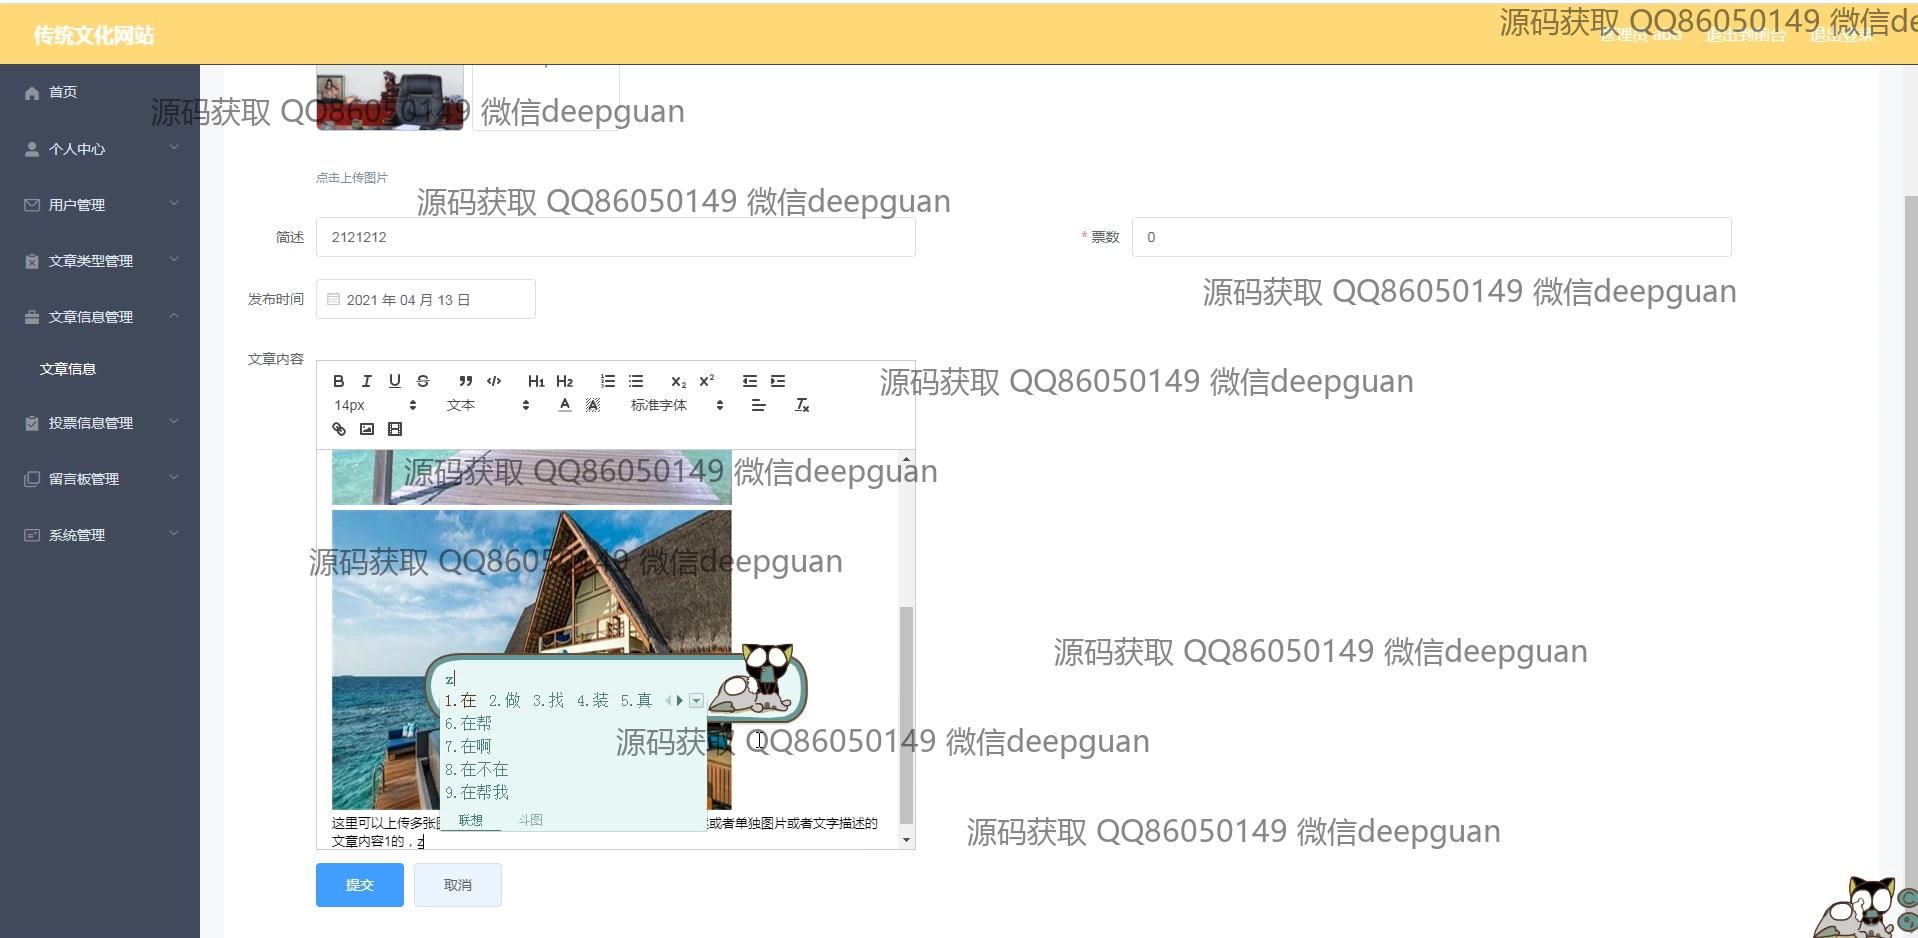 传统文化网站
源码获取 QQ86050149 微信de
管理员 abo 退出到前台 退出登录
首页
源码获取 QQ86050149 微信deepguan
个人中心
点击上传图片
用户管理
源码获取 QQ86050149 微信deepguan
简述 2121212
* 票数 0
文章类型管理
源码获取 QQ86050149 微信deepguan
发布时间 2021 年 04 月 13 日
文章信息管理
文章内容
文章信息
B I U S H1 H2 X2 X2
源码获取 QQ86050149 微信deepguan
14px 文本 A A 标准字体 Tx
投票信息管理
源码获取 QQ86050149 微信deepguan
留言板管理
系统管理
源码获取 QQ86050149 微信deepguan
源码获取 QQ86050149 微信deepguan
z
1.在 2.做 3.找 4.装 5.真
6.在帮
7.在啊
8.在不在
9.在帮我
联想 斗图
源码获取 QQ86050149 微信deepguan
这里可以上传多张 或者单独图片或者文字描述的
文章内容1的，z
源码获取 QQ86050149 微信deepguan
提交 取消